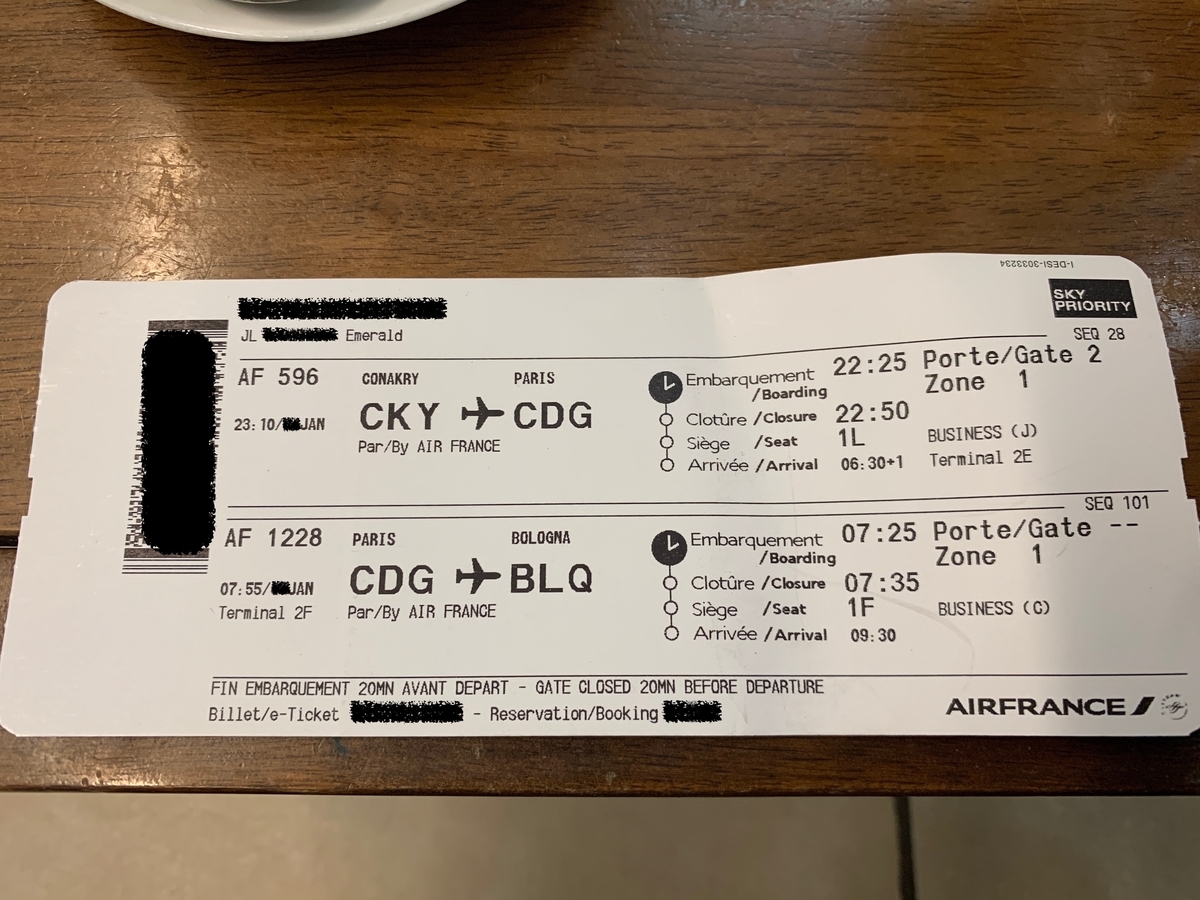 I-DESI-3033234
SKY PRIORITY
JL Emerald
SEQ 28
AF 596 CONAKRY PARIS Embarquement /Boarding 22:25 Porte/Gate 2
Zone 1
23:10/ JAN CKY CDG Clotûre /Closure 22:50
Par/By AIR FRANCE Siège /Seat 1L BUSINESS (J)
Arrivée /Arrival 06:30+1 Terminal 2E
SEQ 101
AF 1228 PARIS BOLOGNA Embarquement /Boarding 07:25 Porte/Gate --
Zone 1
07:55/ JAN CDG BLQ Clotûre /Closure 07:35
Terminal 2F Par/By AIR FRANCE Siège /Seat 1F BUSINESS (C)
Arrivée /Arrival 09:30
FIN EMBARQUEMENT 20MN AVANT DEPART - GATE CLOSED 20MN BEFORE DEPARTURE
Billet/e-Ticket - Reservation/Booking
AIRFRANCE